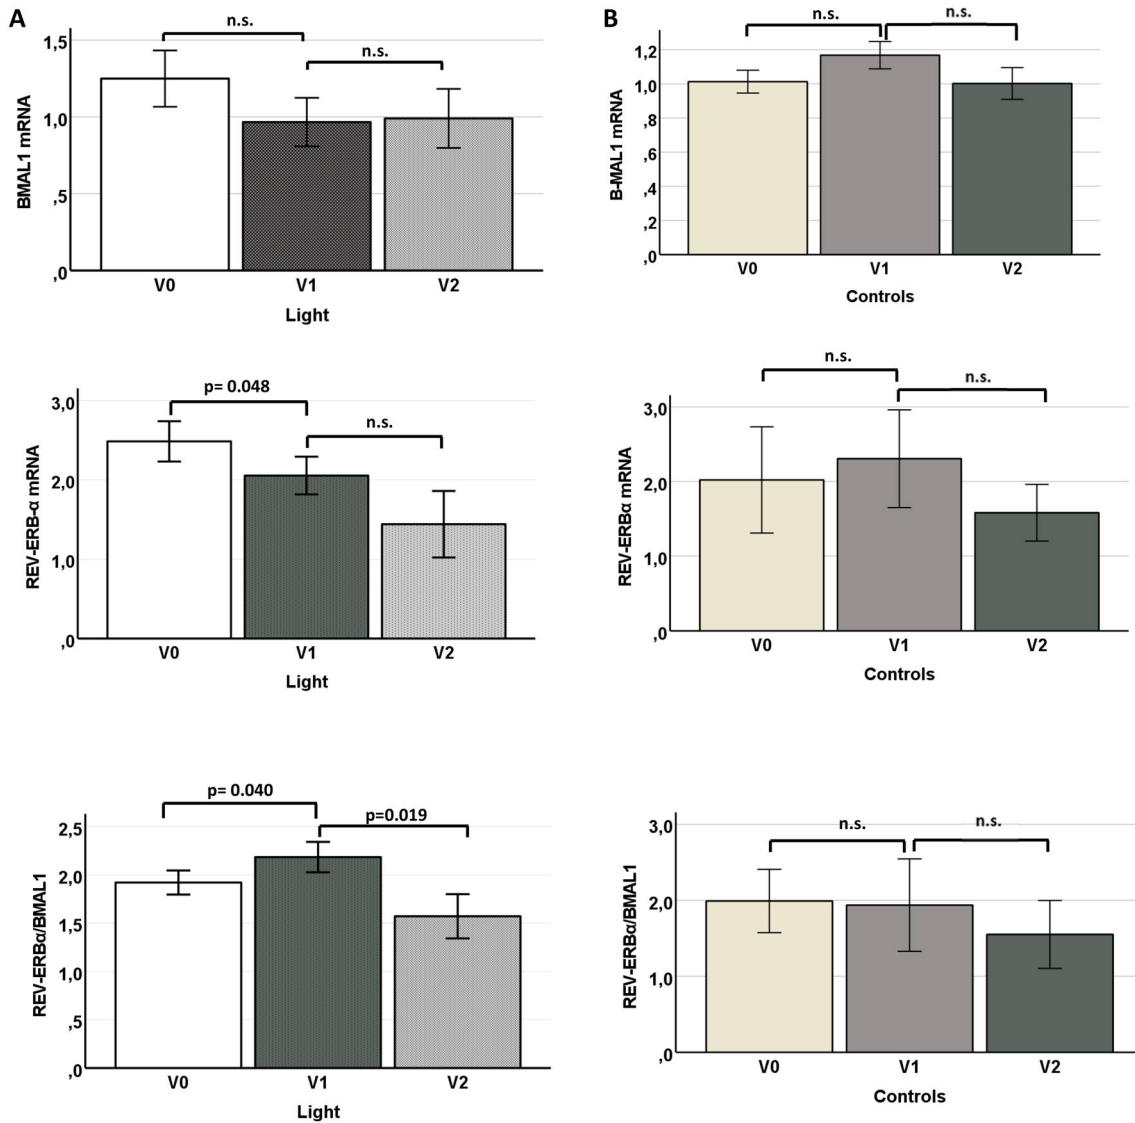 A
n.s.
n.s.
1,5
1,0
,5
,0
BMAL1 mRNA
V0 V1 V2
Light
B
n.s.
n.s.
1,2
1,0
,8
,6
,4
,2
,0
B-MAL1 mRNA
V0 V1 V2
Controls
p= 0.048
n.s.
3,0
2,0
1,0
,0
REV-ERB-α mRNA
V0 V1 V2
Light
n.s.
n.s.
3,0
2,0
1,0
,0
REV-ERBα mRNA
V0 V1 V2
Controls
p= 0.040
p=0.019
2,5
2,0
1,5
1,0
,5
,0
REV-ERBα/BMAL1
V0 V1 V2
Light
n.s.
n.s.
3,0
2,0
1,0
,0
REV-ERBα/BMAL1
V0 V1 V2
Controls